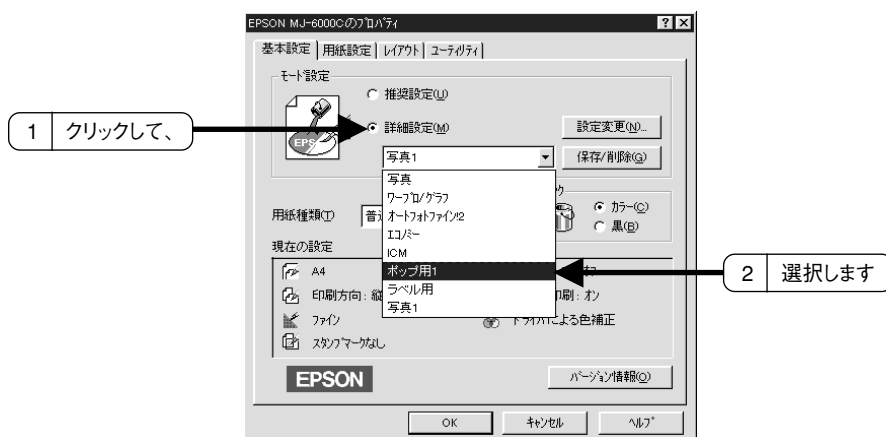 EPSON MJ-6000Cのプロパティ
基本設定 用紙設定 レイアウト ユーティリティ
モード設定
推奨設定(U)
1 クリックして、
詳細設定(M) 設定変更(N)...
写真1 保存/削除(G)
写真
ワープロ/グラフ
オートフォトファイン!2
エコノミー
ICM
ポップ用1
ラベル用
写真1
用紙種類(T) 普
カラー(C)
黒(B)
現在の設定
A4
2 選択します
印刷方向: 縦 印刷: オン
ファイン ドライバによる色補正
スタンプマークなし
EPSON
EPSON バージョン情報(O)
OK キャンセル ヘルプ